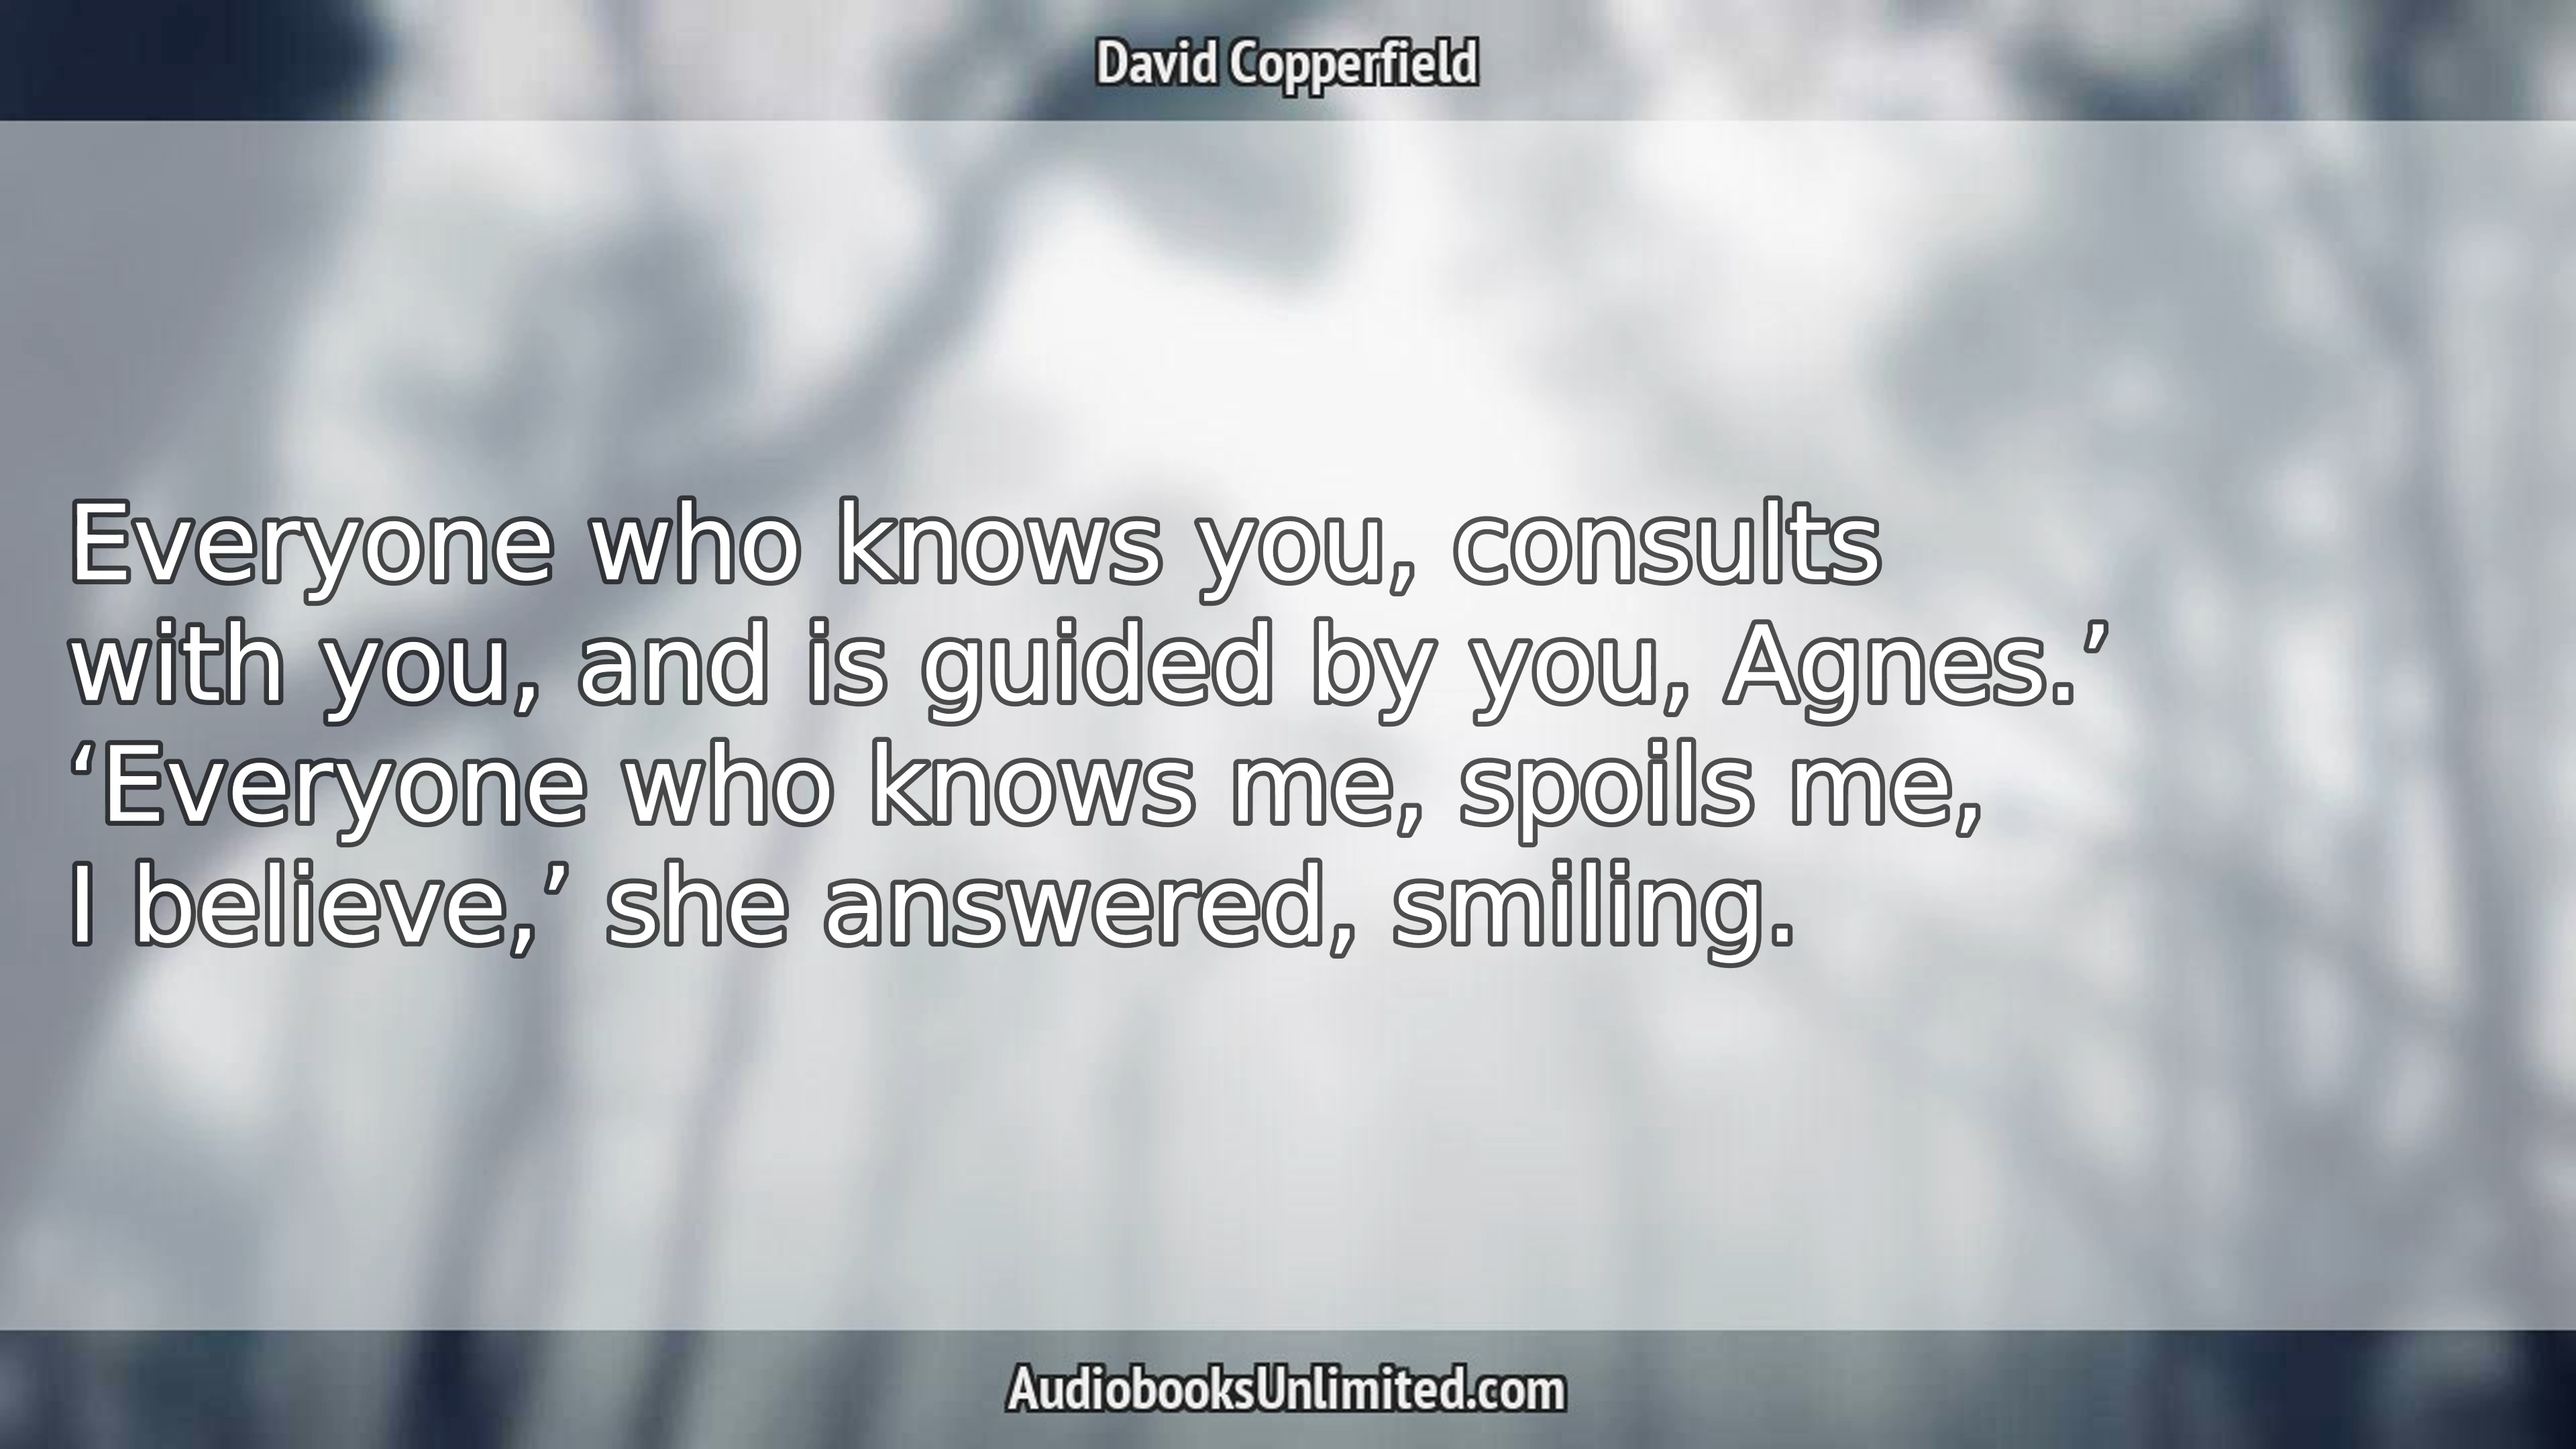 David Copperfield
Everyone who knows you, consults
with you, and is guided by you, Agnes.’
‘Everyone who knows me, spoils me,
I believe,’ she answered, smiling.
AudiobooksUnlimited.com